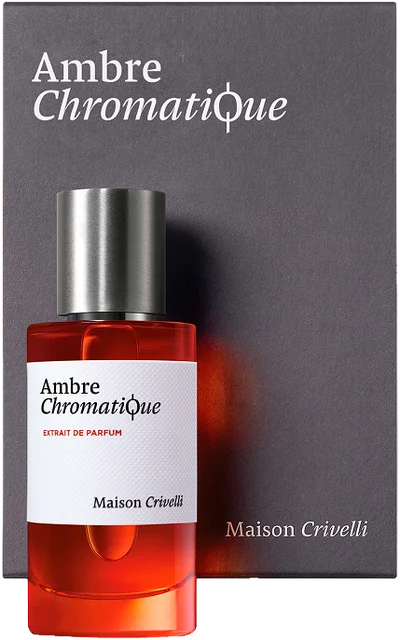 Ambre
ChromatiQue
Ambre
ChromatiQue
EXTRAIT DE PARFUM
Maison Crivelli
Maison Crivelli